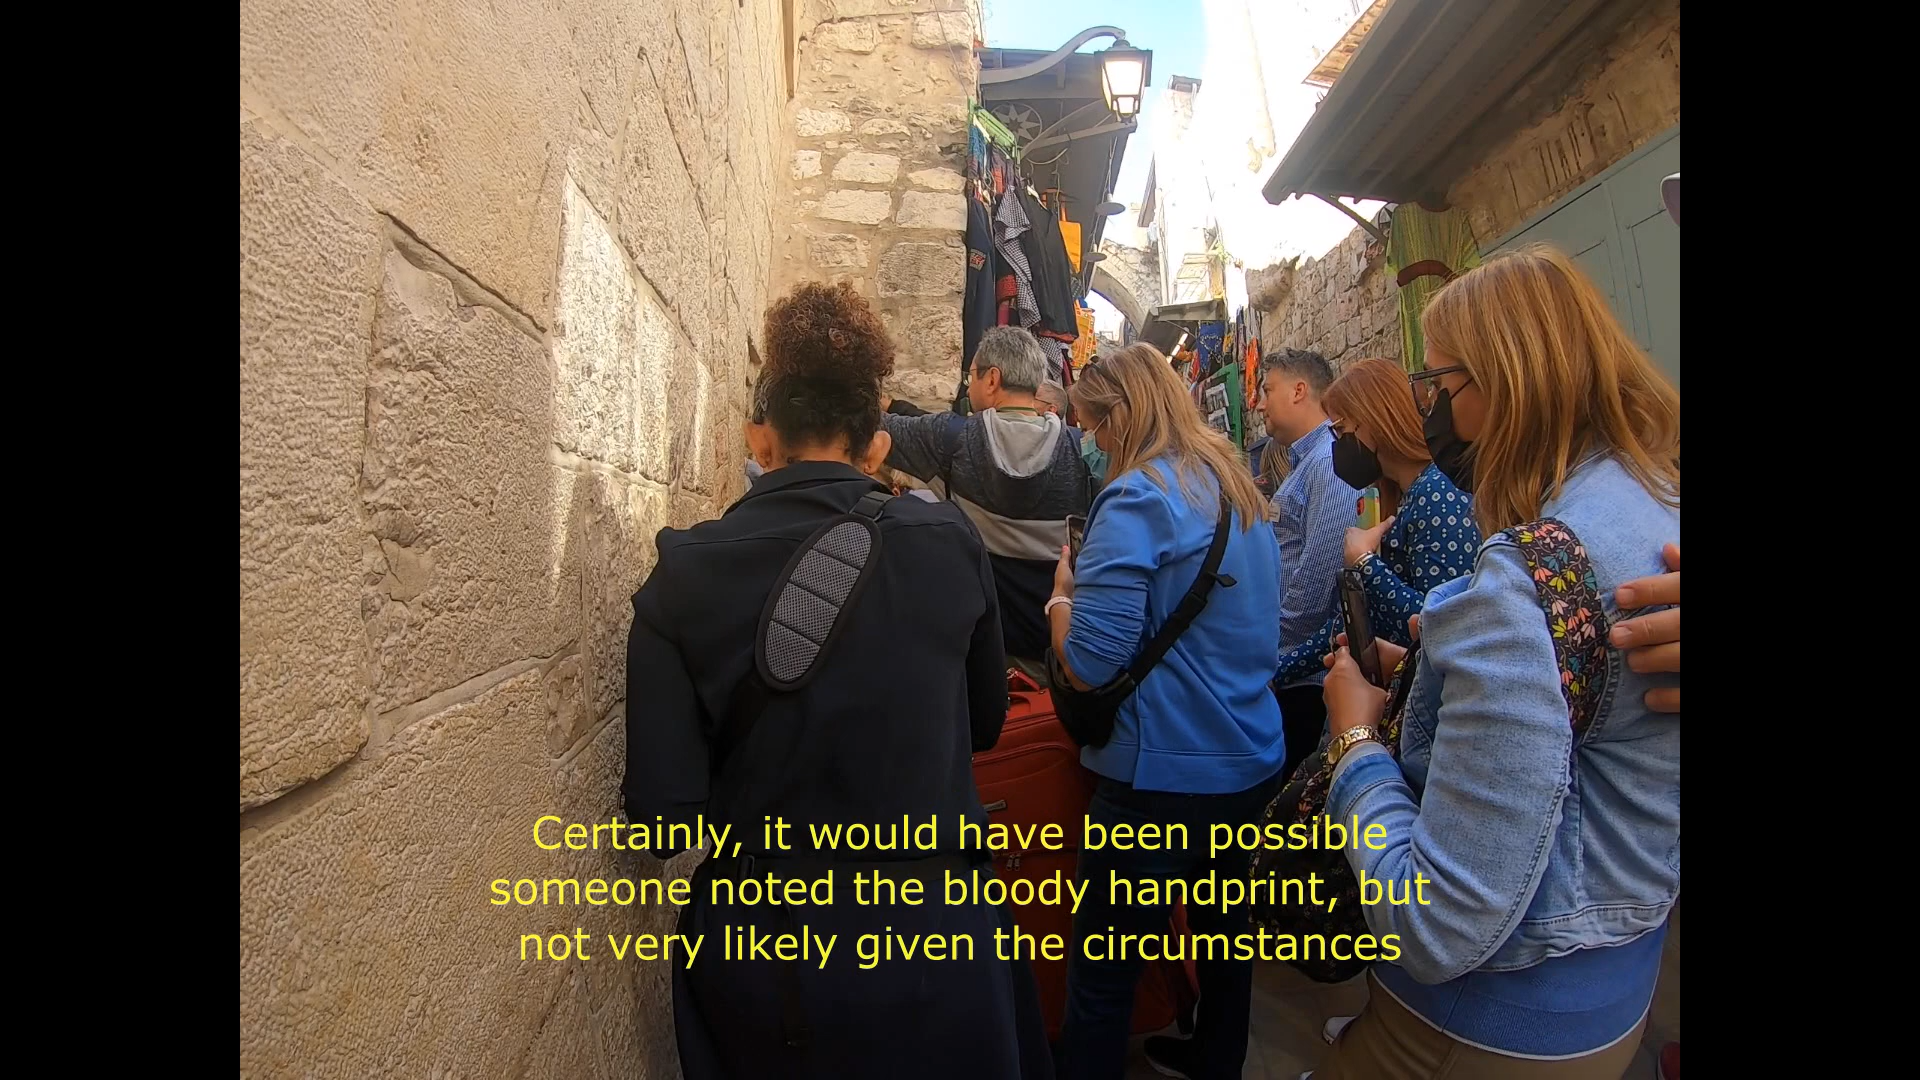 Certainly, it would have been possible
someone noted the bloody handprint, but
not very likely given the circumstances